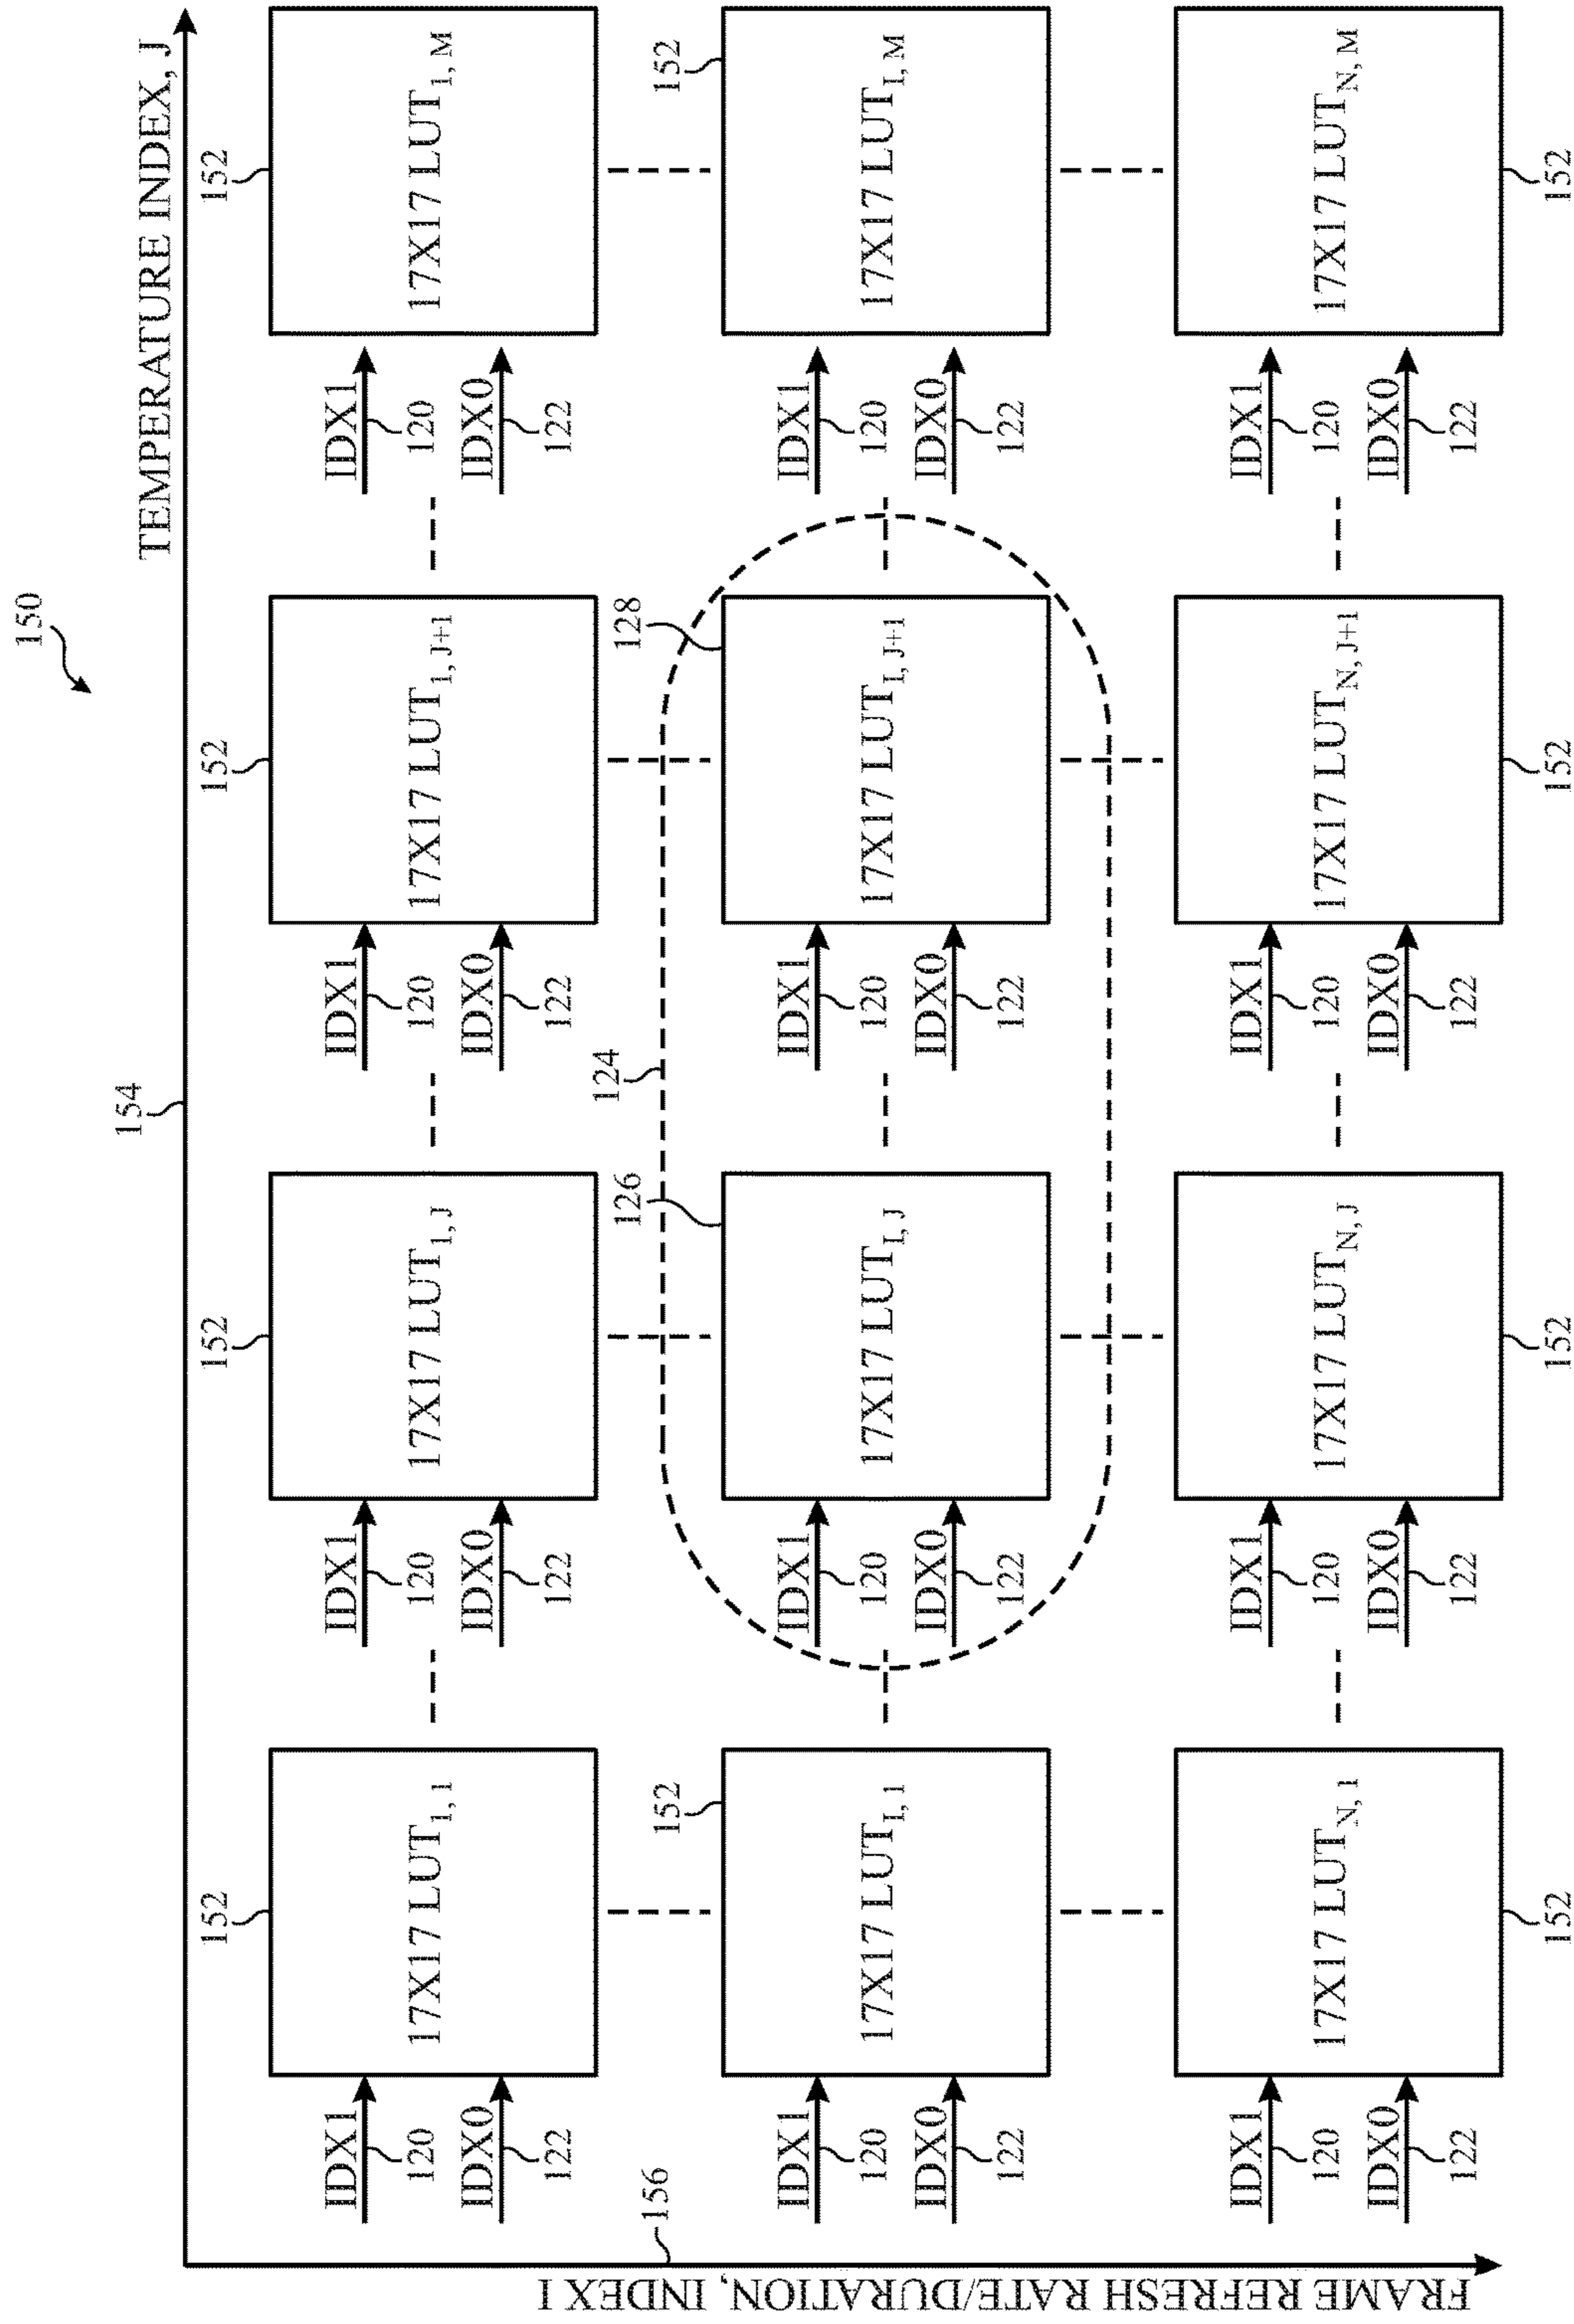 150
154
TEMPERATURE INDEX, J
152 152 152 152
IDX1 IDX1 IDX1 IDX1
120 17X17 LUT1, 1 120 17X17 LUT1, J 120 17X17 LUT1, J+1 120 17X17 LUT1, M
IDX0 IDX0 IDX0 IDX0
122 122 122 122
124
126 128
156 152 152
IDX1 IDX1 IDX1 IDX1
120 17X17 LUTI, 1 120 17X17 LUTI, J 120 17X17 LUTI, J+1 120 17X17 LUTI, M
IDX0 IDX0 IDX0 IDX0
122 122 122 122
IDX1 IDX1 IDX1 IDX1
120 17X17 LUTN, 1 120 17X17 LUTN, J 120 17X17 LUTN, J+1 120 17X17 LUTN, M
IDX0 IDX0 IDX0 IDX0
122 122 122 122
152 152 152 152
FRAME REFRESH RATE/DURATION, INDEX I